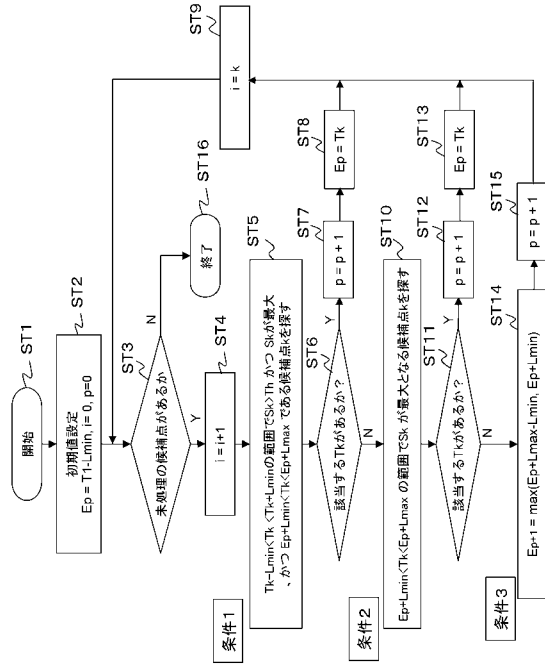 開始
ST1
初期値設定
Ep = T1-Lmin, i= 0, p=0
ST2
未処理の候補点があるか
ST3
N
Y
終了
ST16
i = i+1
ST4
i = k
ST9
条件1
Tk-Lmin<Tk <Tk+Lminの範囲でSk>Th かつ Skが最大
、かつ Ep+Lmin<Tk<Ep+Lmax である候補点kを探す
ST5
該当するTkがあるか?
ST6
Y
N
p = p + 1
ST7
Ep = Tk
ST8
条件2
Ep+Lmin<Tk<Ep+Lmax の範囲でSk が最大となる候補点kを探す
ST10
該当するTkがあるか?
ST11
Y
N
p = p + 1
ST12
Ep = Tk
ST13
条件3
Ep+1 = max(Ep+Lmax-Lmin, Ep+Lmin)
ST14
p = p + 1
ST15